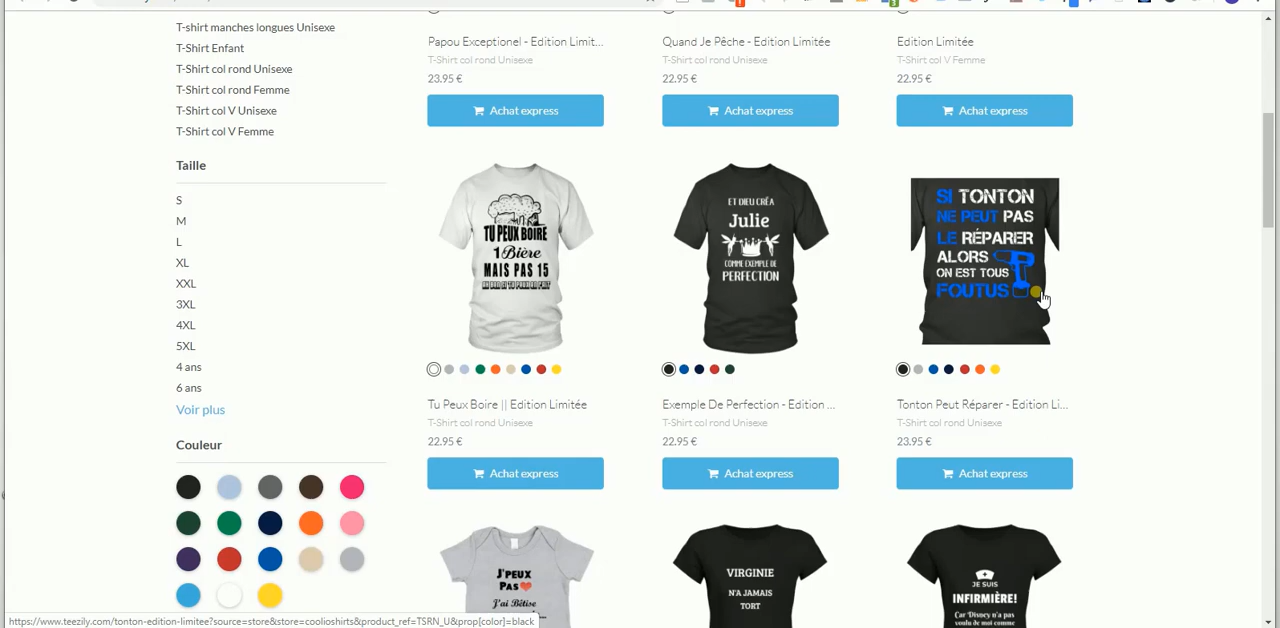 T-shirt manches longues Unisexe
T-Shirt Enfant
T-Shirt col rond Unisexe
T-Shirt col rond Femme
T-Shirt col V Unisexe
T-Shirt col V Femme
Taille
S
M
L
XL
XXL
3XL
4XL
5XL
4 ans
6 ans
Voir plus
Couleur
Papou Exceptionel - Edition Limit...
T-Shirt col rond Unisexe
23.95 €
Achat express
Quand Je Pêche - Edition Limitée
T-Shirt col rond Unisexe
22.95 €
Achat express
Edition Limitée
T-Shirt col V Femme
22.95 €
Achat express
TU PEUX BOIRE
1 Bière
MAIS PAS 15
Tu Peux Boire || Edition Limitée
T-Shirt col rond Unisexe
22.95 €
Achat express
ET DIEU CRÉA
Julie
COMME EXEMPLE DE
PERFECTION
Exemple De Perfection - Edition ...
T-Shirt col rond Unisexe
22.95 €
Achat express
SI TONTON
NE PEUT PAS
LE RÉPARER
ALORS
ON EST TOUS
FOUTUS
Tonton Peut Réparer - Edition Li...
T-Shirt col rond Unisexe
23.95 €
Achat express
J'PEUX
PAS
J'ai Bêtise
VIRGINIE
N'A JAMAIS
TORT
JE SUIS
INFIRMIÈRE!
Car Disney n'a pas
voulu de moi comme
https://www.teezily.com/tonton-edition-limitee?source=store&store=coolioshirts&product_ref=TSRN_U&prop[color]=black